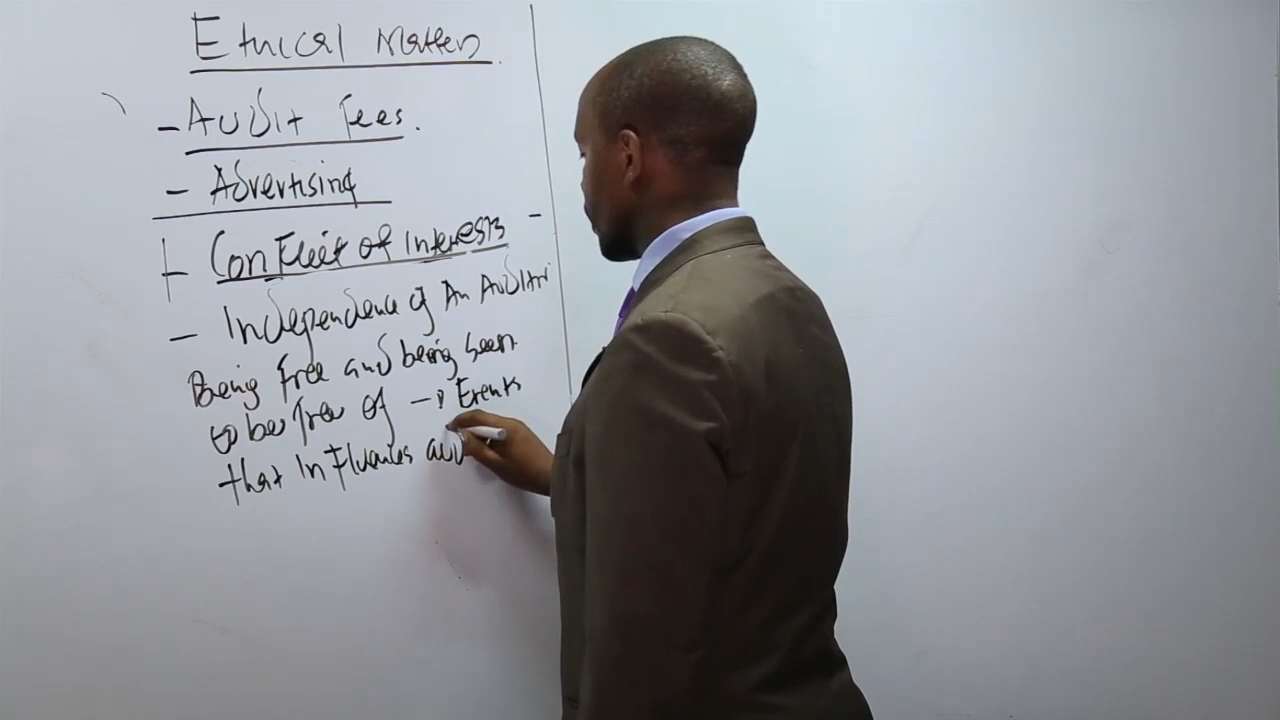 Ethical Matters.
- Audit Fees.
- Advertising
- Conflict of Interests -
- Independence of An Auditor
Being free and being seen
to be free of → Events
that Influences aud